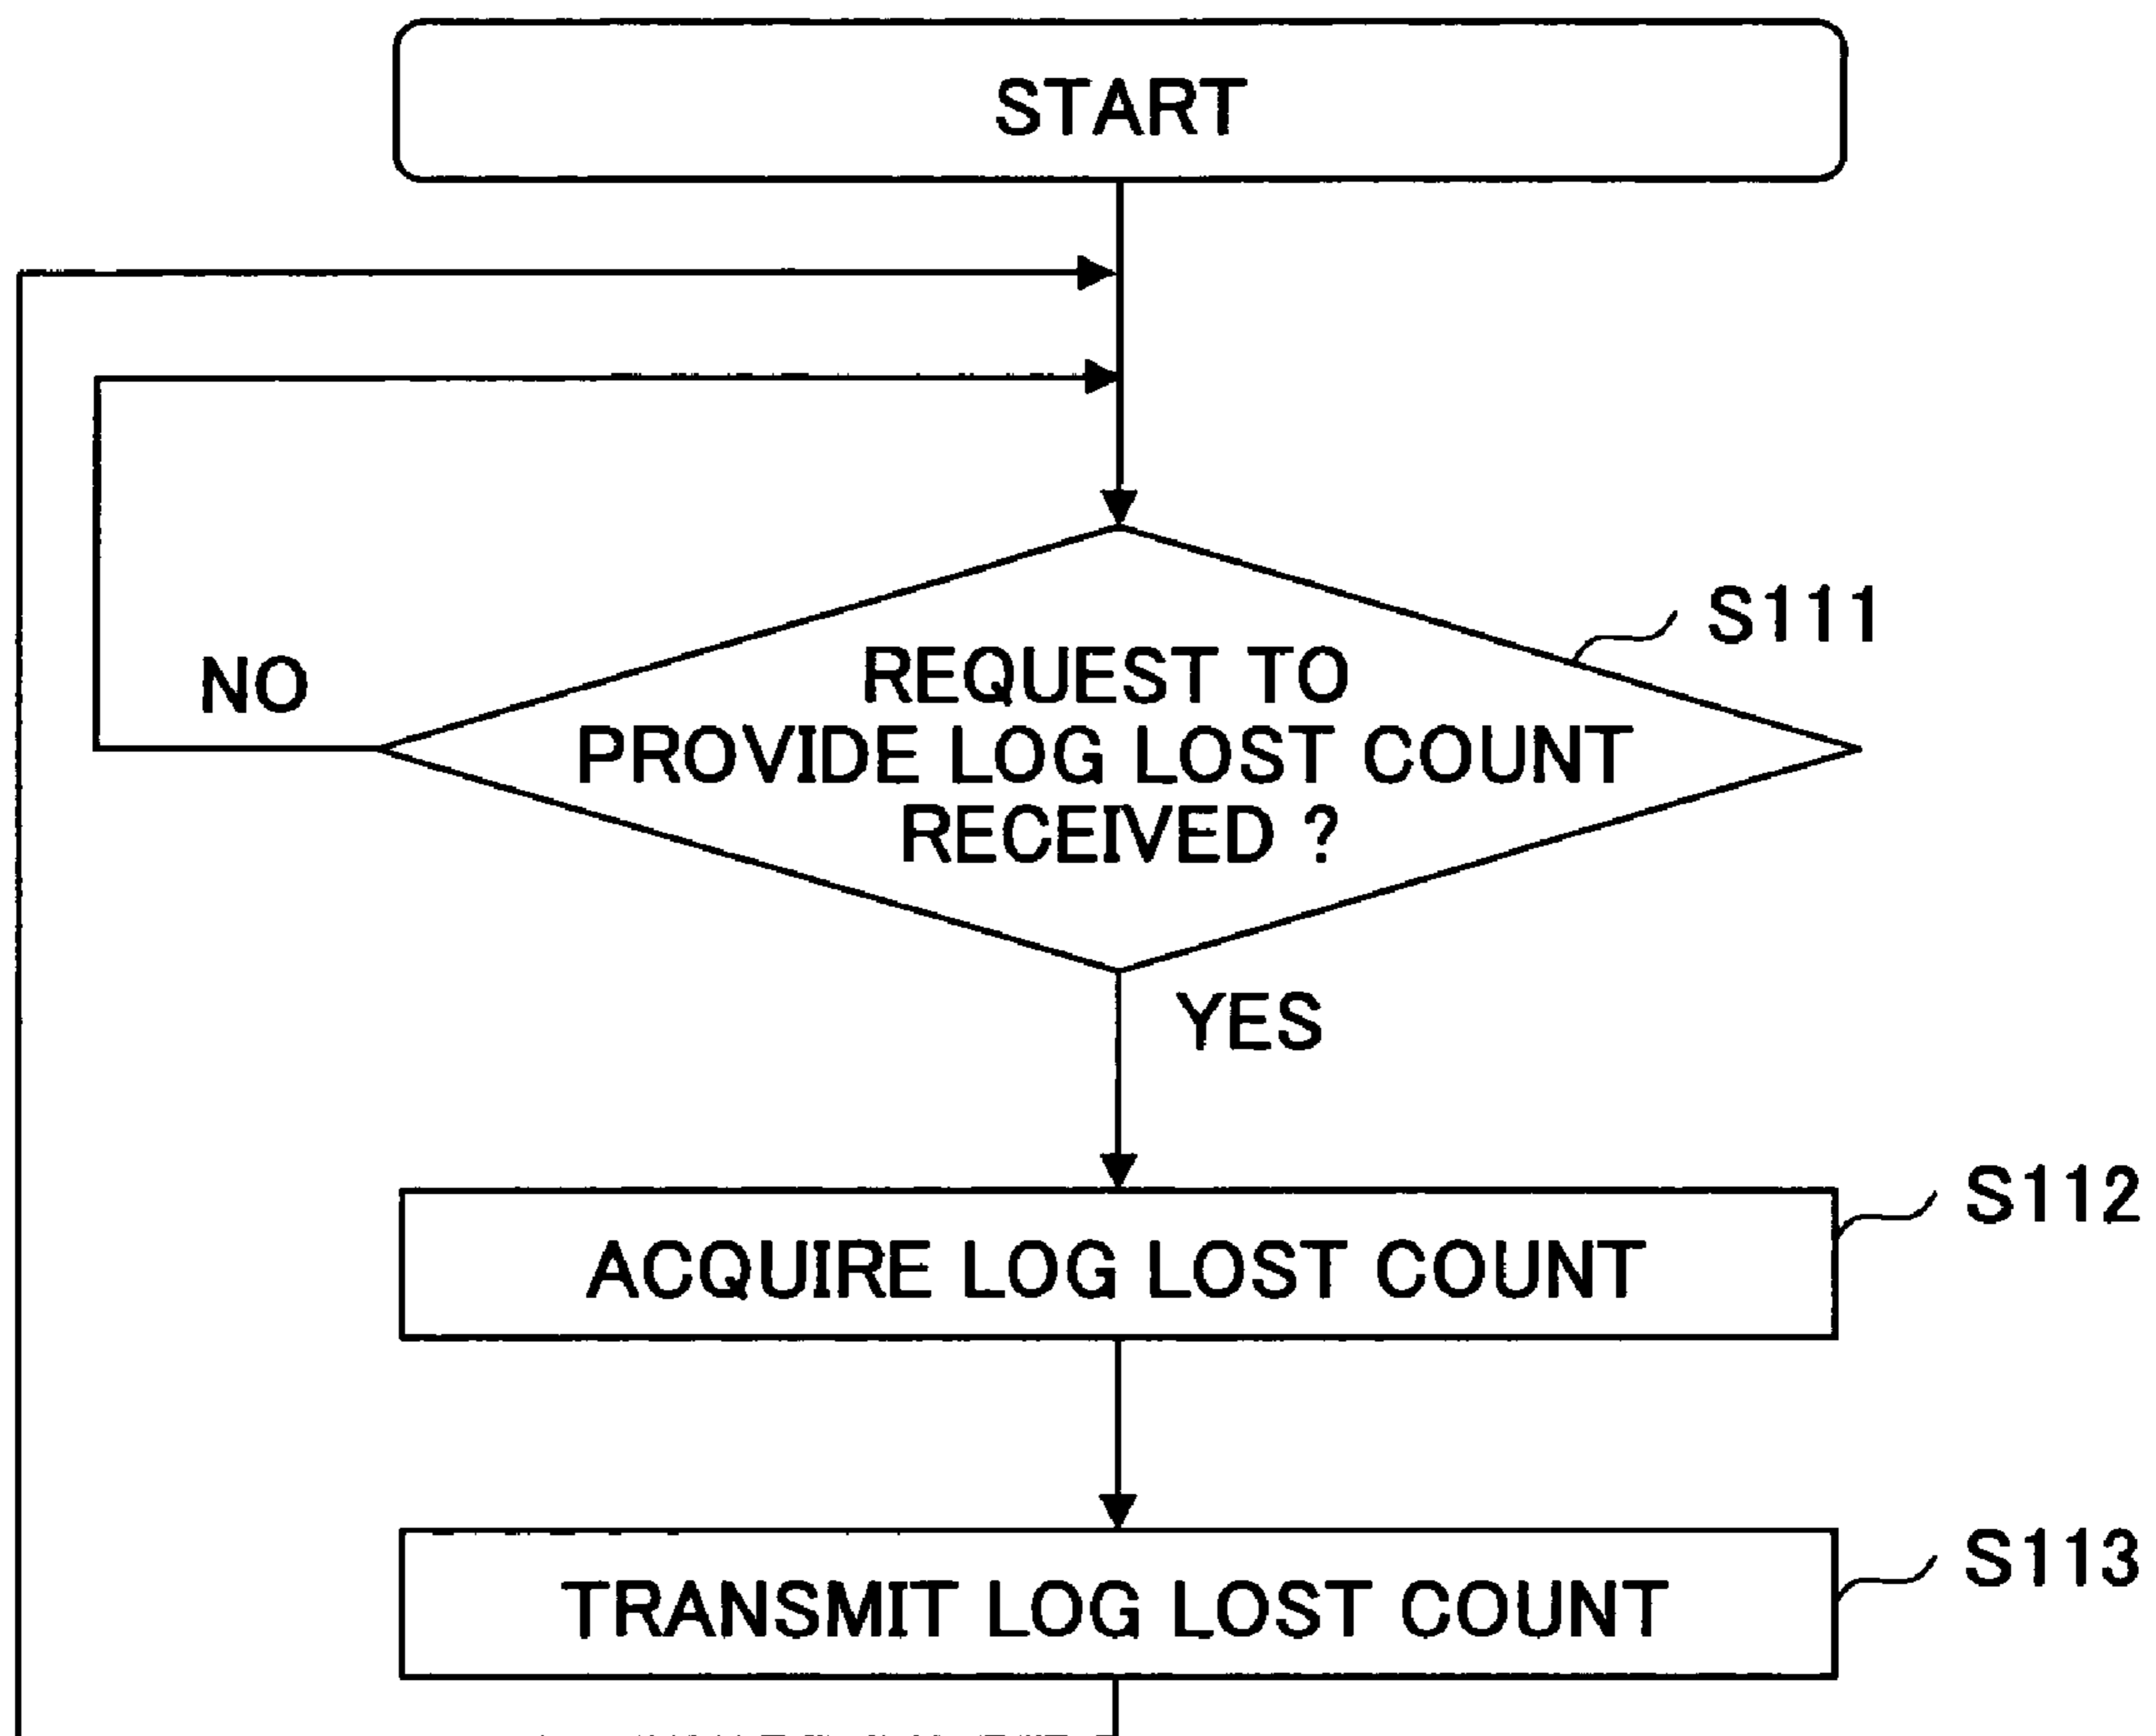 START
NO
S111
REQUEST TO
PROVIDE LOG LOST COUNT
RECEIVED ?
YES
S112
ACQUIRE LOG LOST COUNT
S113
TRANSMIT LOG LOST COUNT